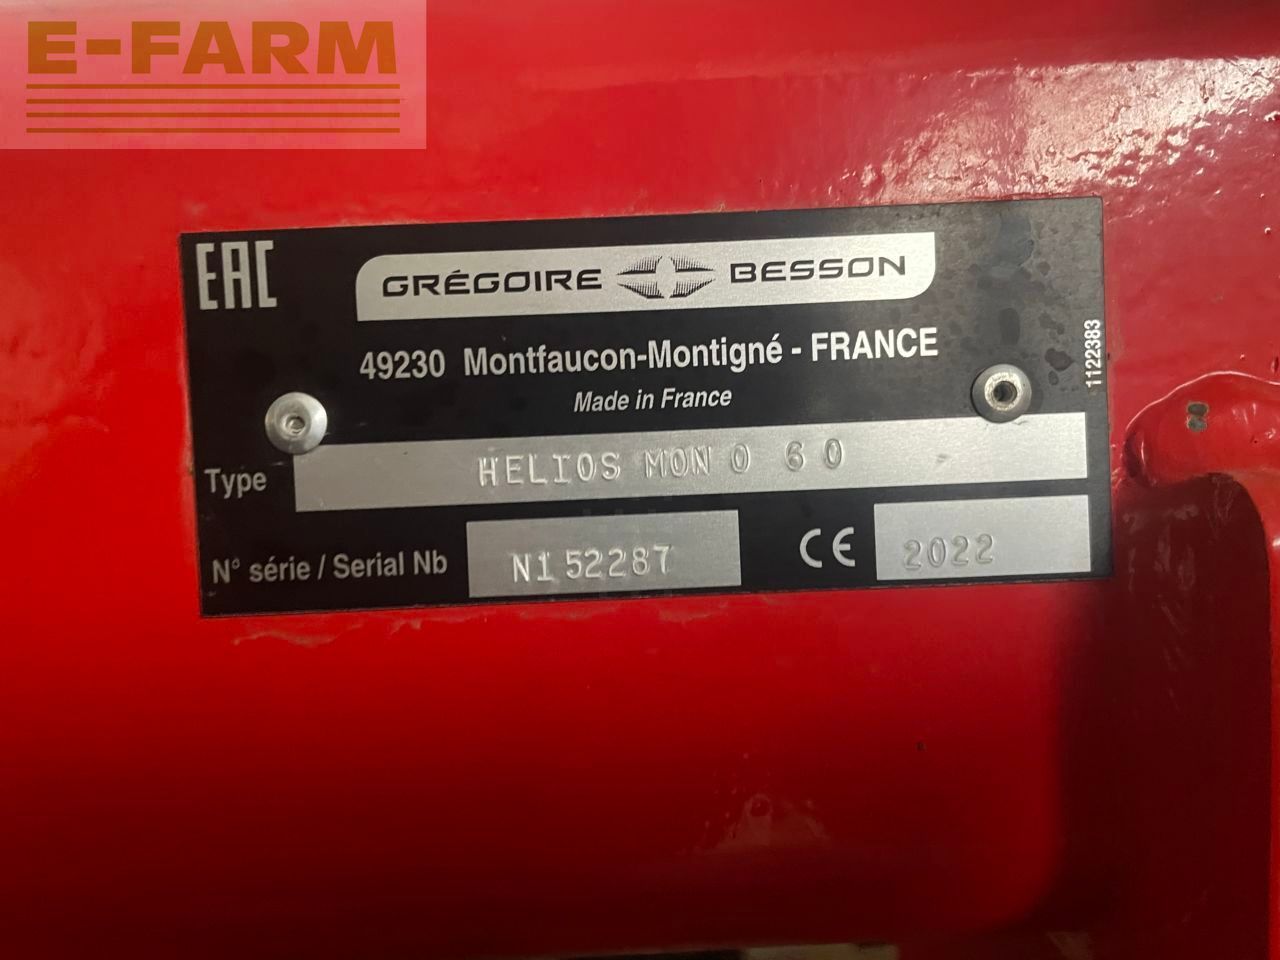 E-FARM
EAC
GRÉGOIRE BESSON
49230 Montfaucon-Montigné - FRANCE
Made in France
1122383
Type HELIOS MONO 60
N° série / Serial Nb N152287 CE 2022